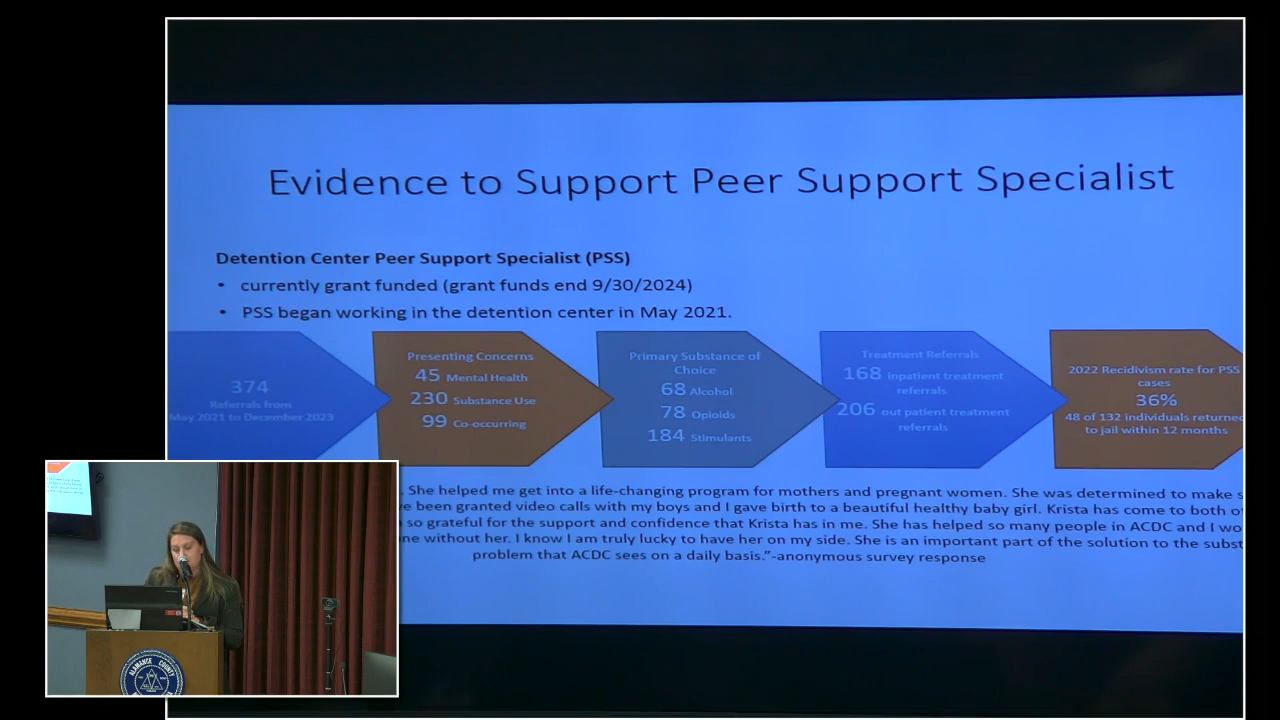 Evidence to Support Peer Support Specialist
Detention Center Peer Support Specialist (PSS)
• currently grant funded (grant funds end 9/30/2024)
• PSS began working in the detention center in May 2021.
374
Referrals from
May 2021 to December 2023
Presenting Concerns
45 Mental Health
230 Substance Use
99 Co-occurring
Primary Substance of
Choice
68 Alcohol
78 Opioids
184 Stimulants
Treatment Referrals
168 inpatient treatment
referrals
206 out patient treatment
referrals
2022 Recidivism rate for PSS
cases
36%
48 of 132 individuals returned
to jail within 12 months
. She helped me get into a life-changing program for mothers and pregnant women. She was determined to make s
ve been granted video calls with my boys and I gave birth to a beautiful healthy baby girl. Krista has come to both o
so grateful for the support and confidence that Krista has in me. She has helped so many people in ACDC and I wo
ne without her. I know I am truly lucky to have her on my side. She is an important part of the solution to the subst
problem that ACDC sees on a daily basis.”-anonymous survey response
ALAMANCE COUNTY